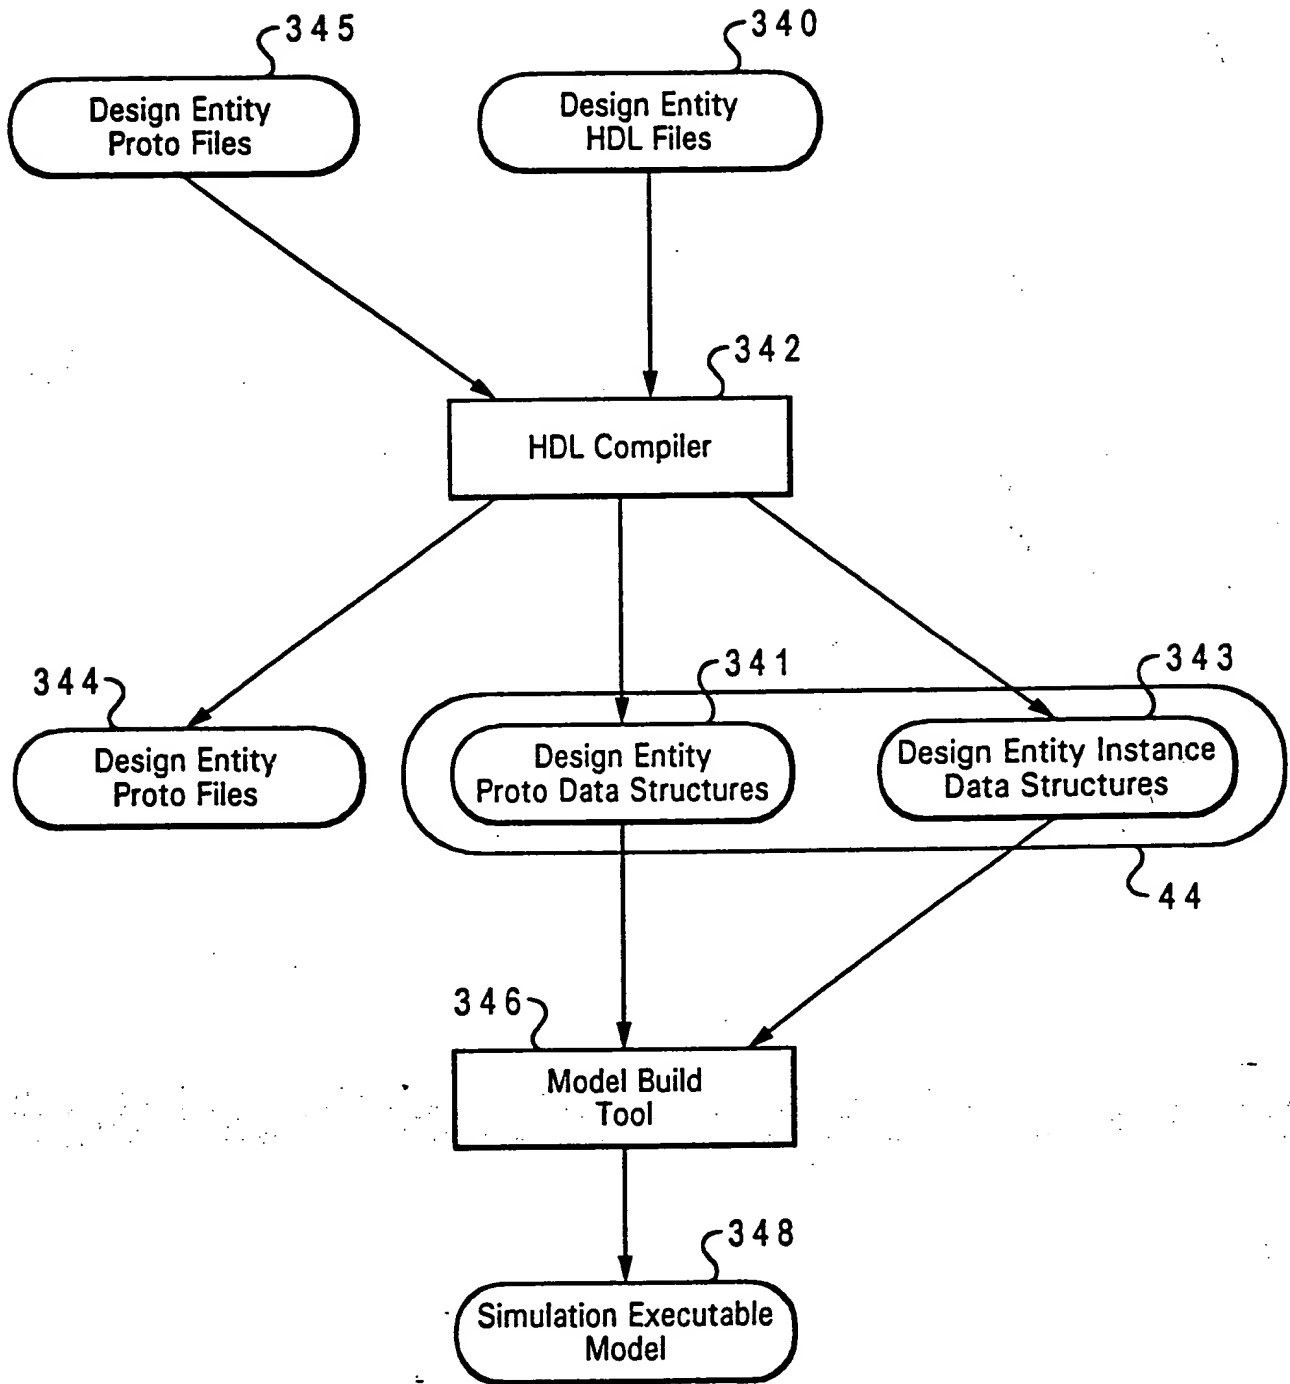 345
340
Design Entity
Proto Files
Design Entity
HDL Files
342
HDL Compiler
344
341
343
Design Entity
Proto Files
Design Entity
Proto Data Structures
Design Entity Instance
Data Structures
44
346
Model Build
Tool
348
Simulation Executable
Model